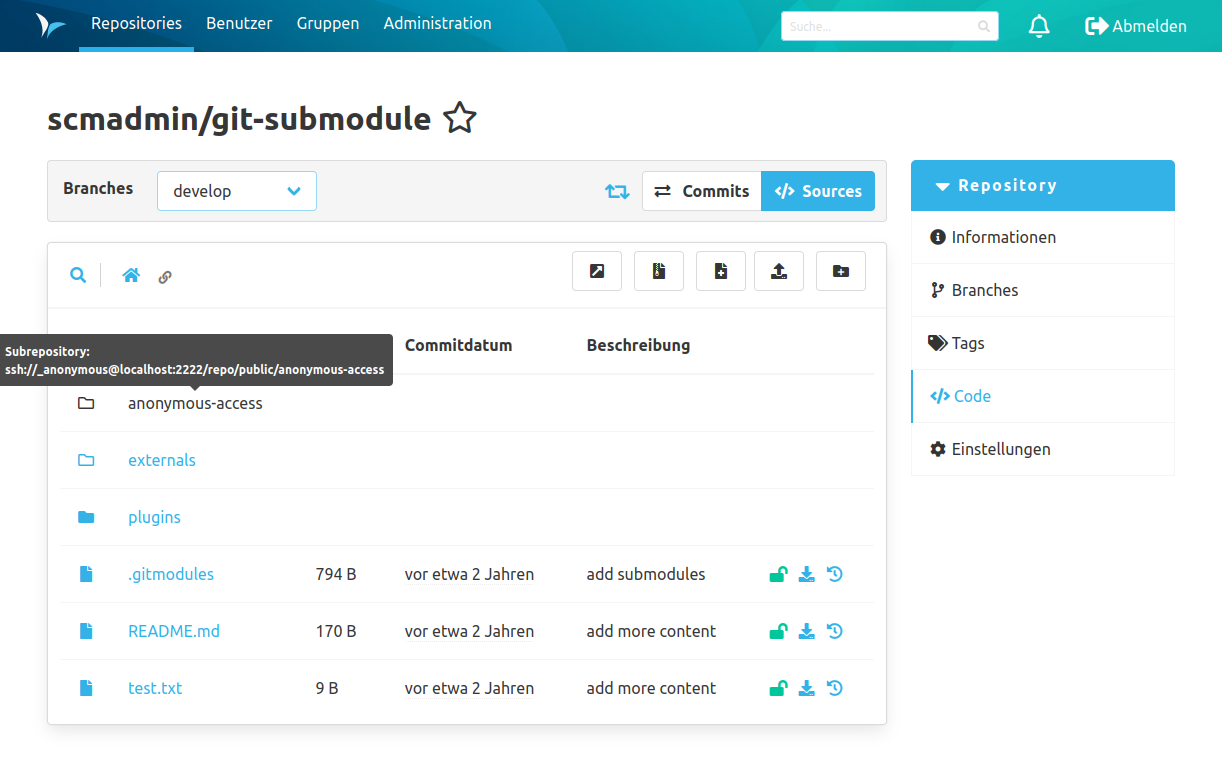 Repositories Benutzer Gruppen Administration Suche... Abmelden
scmadmin/git-submodule
Branches develop Commits Sources
Repository
Informationen
Branches
Tags
Code
Einstellungen
Subrepository:
ssh://_anonymous@localhost:2222/repo/public/anonymous-access
Commitdatum Beschreibung
anonymous-access
externals
plugins
.gitmodules 794 B vor etwa 2 Jahren add submodules
README.md 170 B vor etwa 2 Jahren add more content
test.txt 9 B vor etwa 2 Jahren add more content